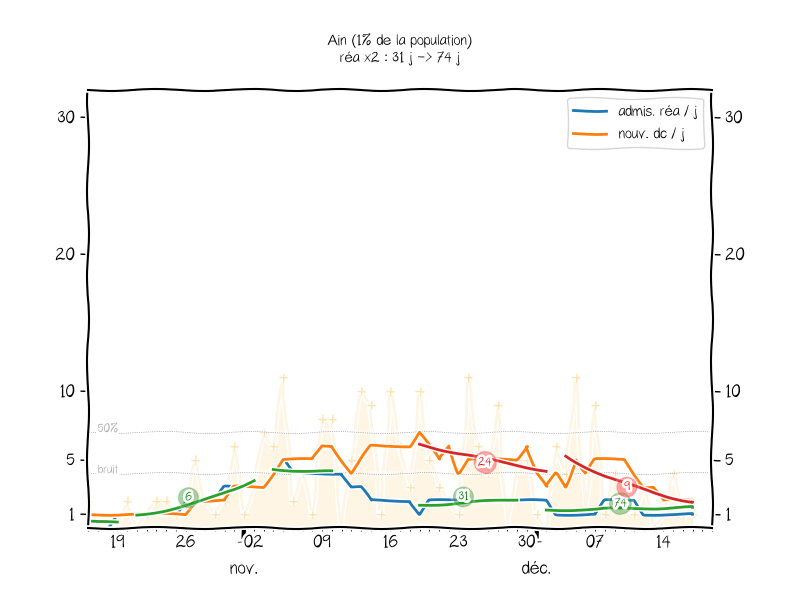 Ain (1% de la population)
réa x2 : 31 j -> 74 j
admis. réa / j
nouv. dc / j
30
30
20
20
10
10
50%
bruit
5
5
24
9
6
31
74
1
1
19 26 02 09 16 23 30 07 14
nov. déc.